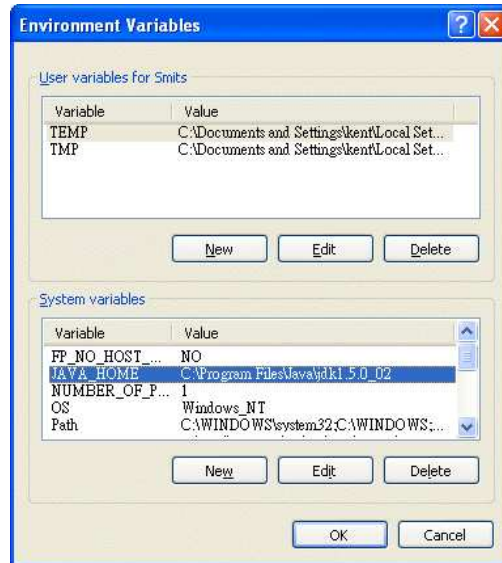 Environment Variables
User variables for Smits
Variable Value
TEMP C:\Documents and Settings\kent\Local Set...
TMP C:\Documents and Settings\kent\Local Set...
New Edit Delete
System variables
Variable Value
FP_NO_HOST_... NO
JAVA_HOME C:\Program Files\Java\jdk1.5.0_02
NUMBER_OF_P... 1
OS Windows_NT
Path C:\WINDOWS\system32;C:\WINDOWS;...
New Edit Delete
OK Cancel